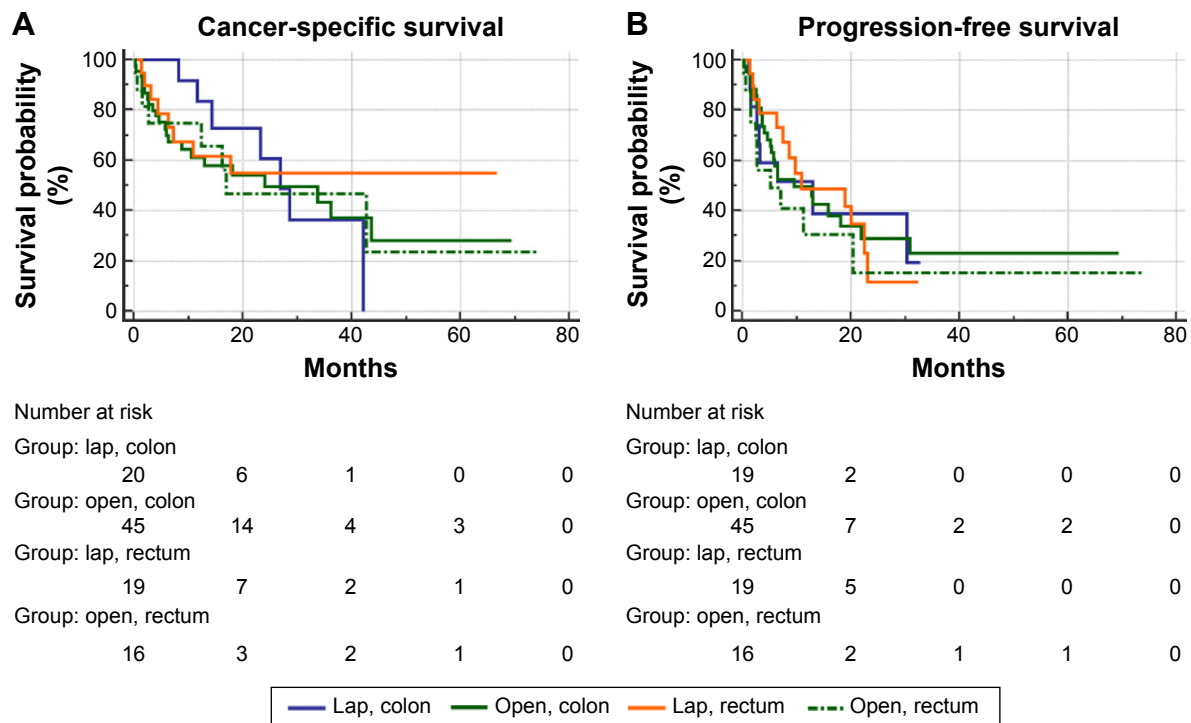 A Cancer-specific survival
Survival probability
(%)
100
80
60
40
20
0
0 20 40 60 80
Months
Number at risk
Group: lap, colon
20 6 1 0 0
Group: open, colon
45 14 4 3 0
Group: lap, rectum
19 7 2 1 0
Group: open, rectum
16 3 2 1 0
B Progression-free survival
Survival probability
(%)
100
80
60
40
20
0
0 20 40 60 80
Months
Number at risk
Group: lap, colon
19 2 0 0 0
Group: open, colon
45 7 2 2 0
Group: lap, rectum
19 5 0 0 0
Group: open, rectum
16 2 1 1 0
Lap, colon Open, colon Lap, rectum Open, rectum